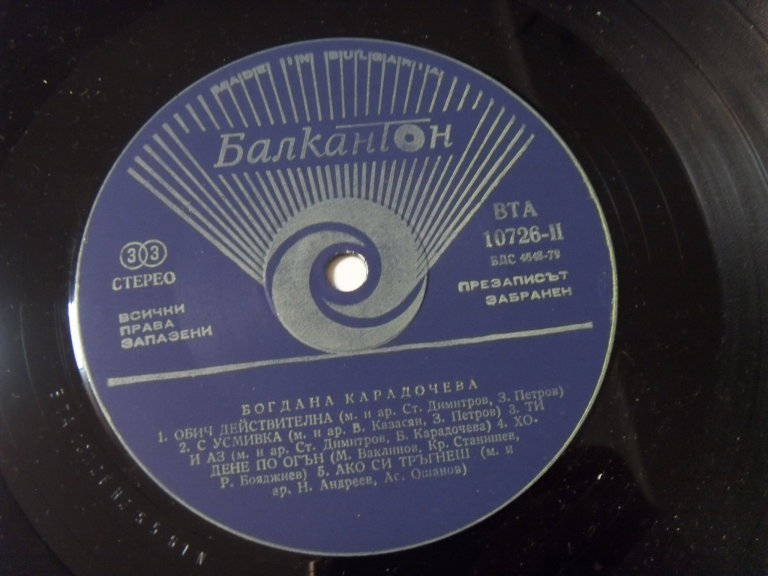 MADE IN BULGARIA
Балкантон
ВТА
10726-II
БДС 4648-79
33
СТЕРЕО
ПРЕЗАПИСЪТ
ЗАБРАНЕН
ВСИЧКИ
ПРАВА
ЗАПАЗЕНИ
БОГДАНА КАРАДОЧЕВА
1. ОБИЧ ДЕЙСТВИТЕЛНА (м. и ар. Ст. Димитров, З. Петров)
2. С УСМИВКА (м. и ар. В. Казасян, З. Петров) 3. ТИ
И АЗ (м. и ар. Ст. Димитров, Б. Карадочева) 4. ХО-
ДЕНЕ ПО ОГЪН (М. Ваклинов, Кр. Станишев,
Р. Бояджиев) 5. АКО СИ ТРЪГНЕШ (м. и
ар. Н. Андреев, Ас. Ошанов)